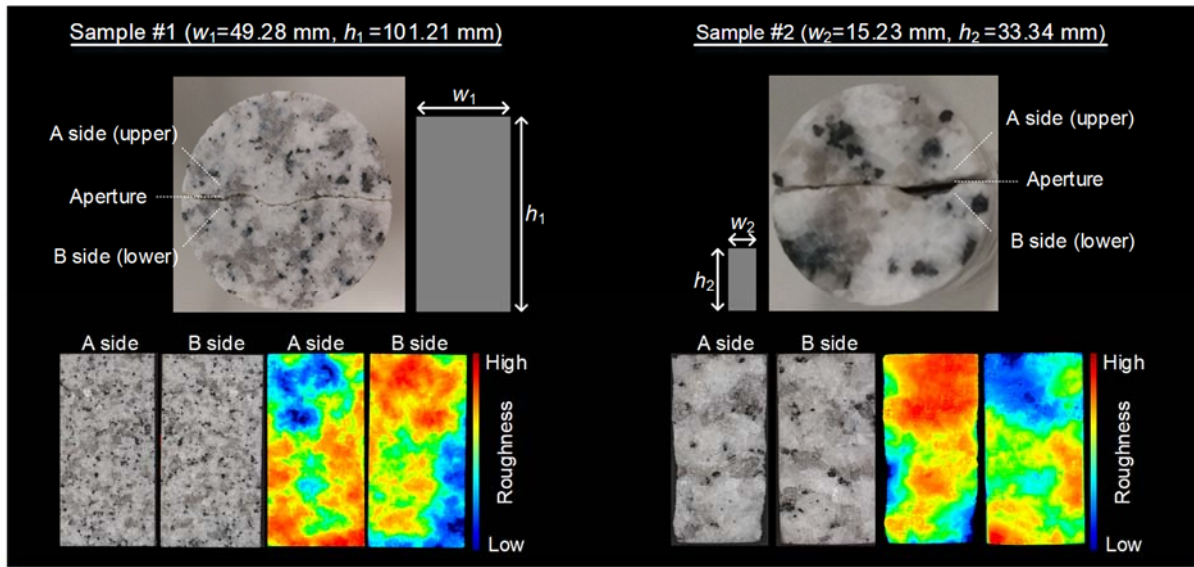 Sample #1 (w₁=49.28 mm, h₁=101.21 mm)
A side (upper)
Aperture
B side (lower)
w₁
h₁
A side
B side
A side
B side
High
Roughness
Low
Sample #2 (w₂=15.23 mm, h₂=33.34 mm)
A side (upper)
Aperture
B side (lower)
w₂
h₂
A side
B side
High
Roughness
Low